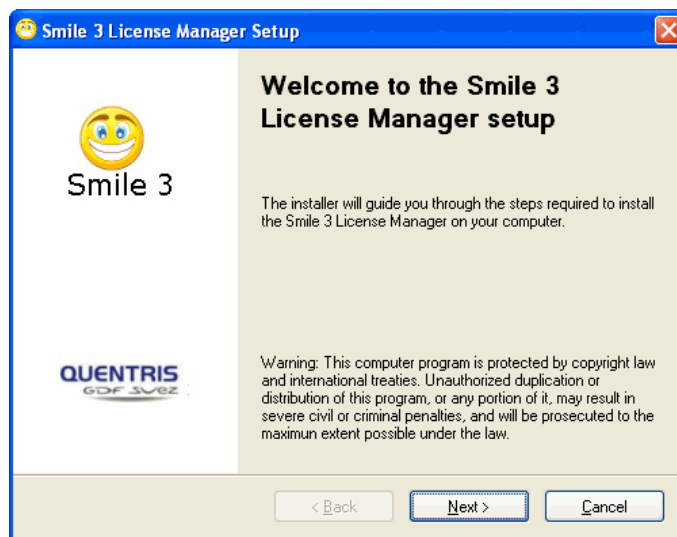 Smile 3 License Manager Setup
Welcome to the Smile 3
License Manager setup
Smile 3
The installer will guide you through the steps required to install
the Smile 3 License Manager on your computer.
QUENTRIS
GDF SUEZ
Warning: This computer program is protected by copyright law
and international treaties. Unauthorized duplication or
distribution of this program, or any portion of it, may result in
severe civil or criminal penalties, and will be prosecuted to the
maximun extent possible under the law.
< Back
Next >
Cancel